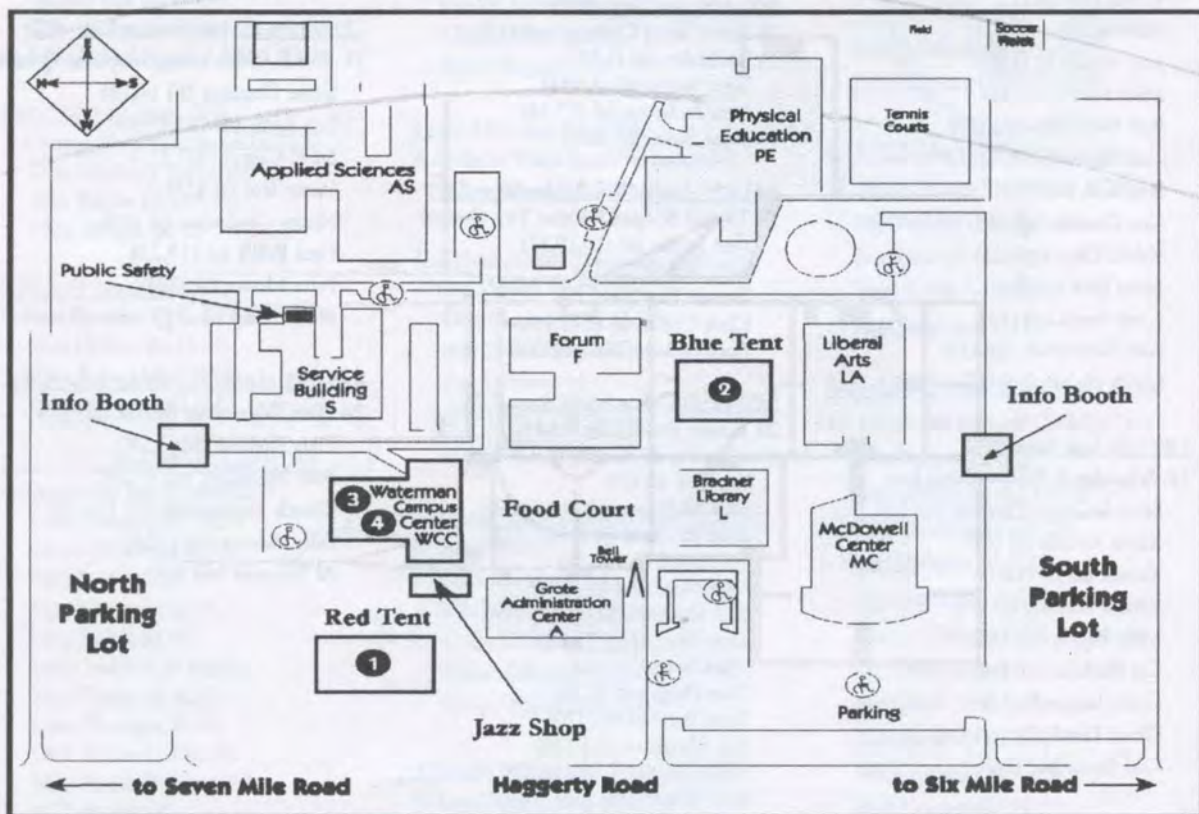 E
N
S
W
Field
Soccer
Fields
Physical
Education
PE
Tennis
Courts
Applied Sciences
AS
Public Safety
Forum
F
Blue Tent
2
Liberal
Arts
LA
Service
Building
S
Info Booth
Info Booth
3
4
Waterman
Campus
Center
WCC
Food Court
Bradner
Library
L
McDowell
Center
MC
Bell
Tower
North
Parking
Lot
Red Tent
1
Grote
Administration
Center
A
South
Parking
Lot
Jazz Shop
Parking
to Seven Mile Road
Haggerty Road
to Six Mile Road